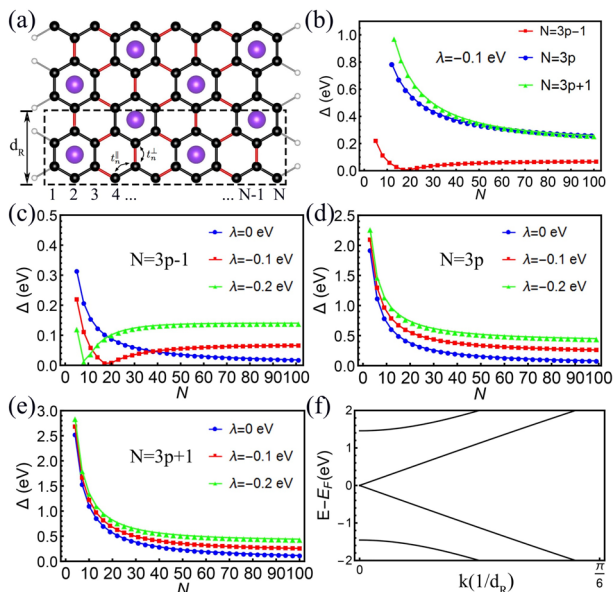 (a)
d_R
t_n^∥ t_n^⊥
1 2 3 4 ... ... N-1 N
(b)
Δ (eV)
1.0
0.8
0.6
0.4
0.2
0.0
λ=-0.1 eV
N=3p-1
N=3p
N=3p+1
0 10 20 30 40 50 60 70 80 90 100
N
(c)
Δ (eV)
0.5
0.4
0.3
0.2
0.1
0.0
N=3p-1
λ=0 eV
λ=-0.1 eV
λ=-0.2 eV
0 10 20 30 40 50 60 70 80 90 100
N
(d)
Δ (eV)
2.5
2.0
1.5
1.0
0.5
0.0
N=3p
λ=0 eV
λ=-0.1 eV
λ=-0.2 eV
0 10 20 30 40 50 60 70 80 90 100
N
(e)
Δ (eV)
3.0
2.5
2.0
1.5
1.0
0.5
0.0
N=3p+1
λ=0 eV
λ=-0.1 eV
λ=-0.2 eV
0 10 20 30 40 50 60 70 80 90 100
N
(f)
E-E_F(eV)
2
1
0
-1
-2
0
π/6
k(1/d_R)